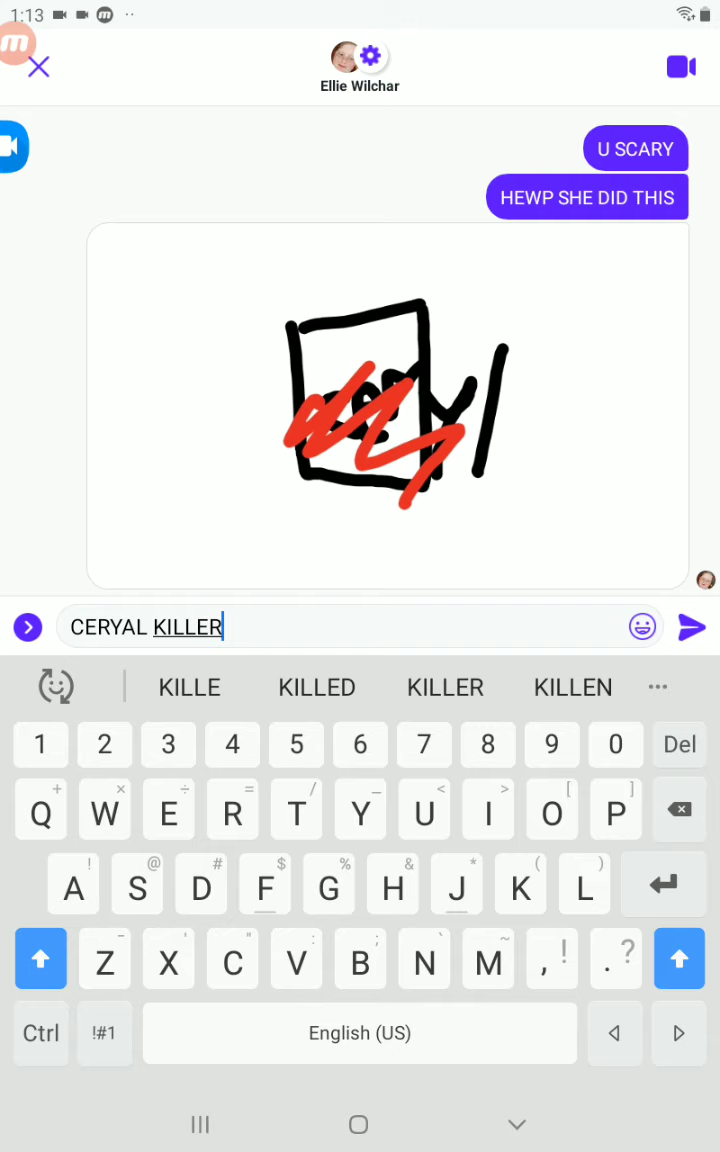 1:13
Ellie Wilchar
U SCARY
HEWP SHE DID THIS
ceryl
CERYAL KILLER
KILLE KILLED KILLER KILLEN
1 2 3 4 5 6 7 8 9 0 Del
+ × ÷ = / _ < > [ ]
Q W E R T Y U I O P
! @ # $ % & * ( )
A S D F G H J K L
- ' " : ; ` ~ ! ?
Z X C V B N M , .
Ctrl !#1 English (US)